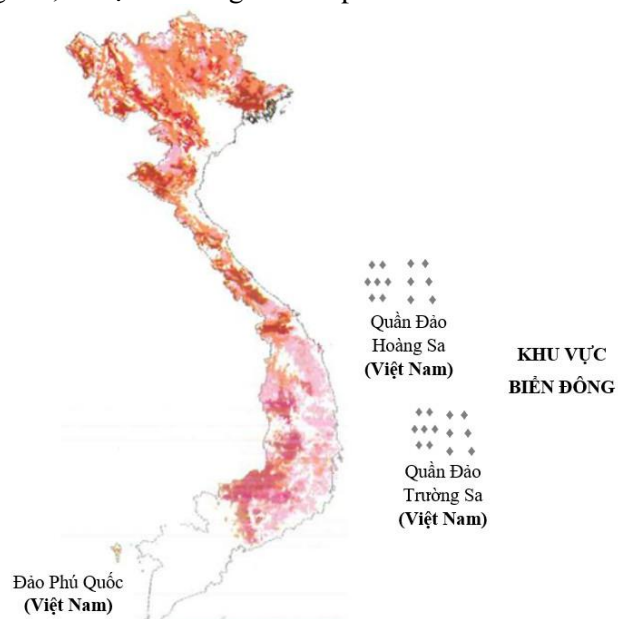 Quần Đảo
Hoàng Sa
(Việt Nam)
KHU VỰC
BIỂN ĐÔNG
Quần Đảo
Trường Sa
(Việt Nam)
Đảo Phú Quốc
(Việt Nam)